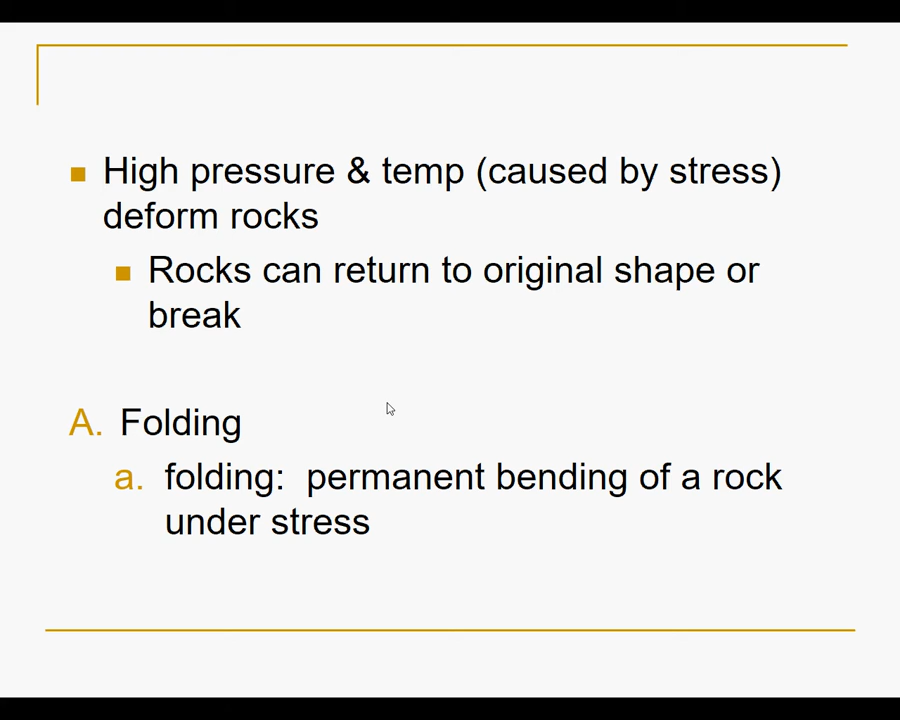 High pressure & temp (caused by stress)
deform rocks
Rocks can return to original shape or
break
A. Folding
a. folding: permanent bending of a rock
under stress